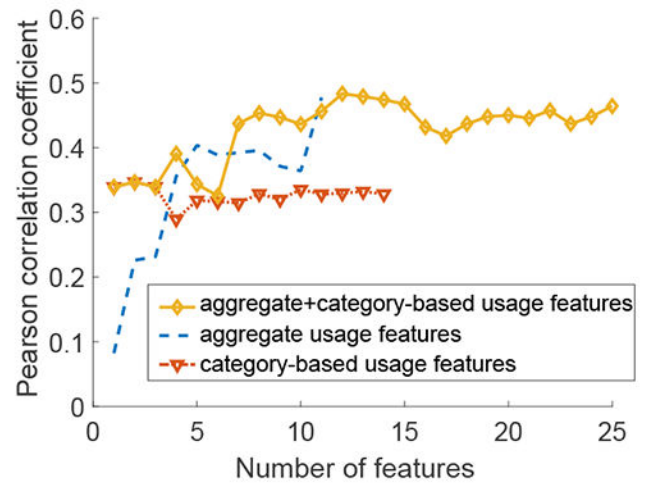 Pearson correlation coefficient
0.6
0.5
0.4
0.3
0.2
0.1
0
aggregate+category-based usage features
aggregate usage features
category-based usage features
0 5 10 15 20 25
Number of features